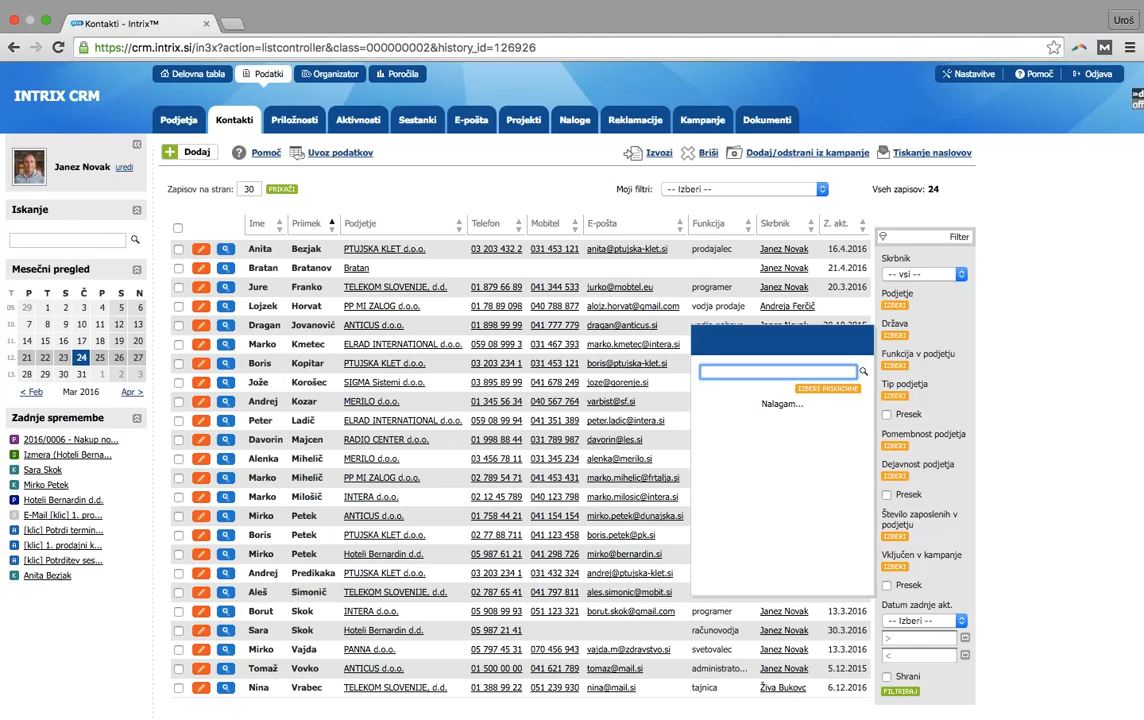 Kontakti - Intrix™
Uroš
https://crm.intrix.si/in3x?action=listcontroller&class=000000002&history_id=126926
INTRIX CRM
Delovna tabla Podatki Organizator Poročila
Nastavitve Pomoč Odjava
Podjetja Kontakti Priložnosti Aktivnosti Sestanki E-pošta Projekti Naloge Reklamacije Kampanje Dokumenti
Janez Novak uredi
Iskanje
Mesečni pregled
T P T S Č P S N
09. 29 1 2 3 4 5 6
10. 7 8 9 10 11 12 13
11. 14 15 16 17 18 19 20
12. 21 22 23 24 25 26 27
13. 28 29 30 31 1 2 3
< Feb Mar 2016 Apr >
Zadnje spremembe
P 2016/0006 - Nakup no...
S Izmera (Hoteli Berna...
K Sara Skok
K Mirko Petek
P Hoteli Bernardin d.d.
E-Mail [klic] 1. pro...
A [klic] Potrdi termin...
A [klic] 1. prodajni k...
A [klic] Potrditev ses...
K Anita Bezjak
Dodaj Pomoč Uvoz podatkov
Izvozi Briši Dodaj/odstrani iz kampanje Tiskanje naslovov
Zapisov na stran: 30 PRIKAŽI
Moji filtri: -- Izberi --
Vseh zapisov: 24
Ime Priimek Podjetje Telefon Mobitel E-pošta Funkcija Skrbnik Z. akt.
Anita Bezjak PTUJSKA KLET d.o.o. 03 203 432 2 031 453 121 anita@ptujska-klet.si prodajalec Janez Novak 16.4.2016
Bratan Bratanov Bratan Janez Novak 21.4.2016
Jure Franko TELEKOM SLOVENIJE, d.d. 01 879 66 89 041 344 533 jurko@mobtel.eu programer Janez Novak 20.3.2016
Lojzek Horvat PP MI ZALOG d.o.o. 01 78 89 098 040 788 877 alojz.horvat@gmail.com vodja prodaje Andreja Ferčič
Dragan Jovanović ANTICUS d.o.o. 01 898 99 99 041 777 779 dragan@anticus.si
Marko Kmetec ELRAD INTERNATIONAL d.o.o. 059 08 999 3 031 467 393 marko.kmetec@intera.si
Boris Kopitar PTUJSKA KLET d.o.o. 03 203 234 1 031 453 121 boris@ptujska-klet.si
Jože Korošec SIGMA Sistemi d.o.o. 03 895 89 99 041 678 249 joze@gorenje.si
Andrej Kozar MERILO d.o.o. 01 345 56 34 040 567 764 varbist@sf.si
Peter Ladič ELRAD INTERNATIONAL d.o.o. 059 08 99 94 041 351 389 peter.ladic@intera.si
Davorin Majcen RADIO CENTER d.o.o. 01 998 88 44 031 789 987 davorin@les.si
Alenka Mihelič MERILO d.o.o. 03 456 78 11 031 345 234 alenka@merilo.si
Marko Mihelič PP MI ZALOG d.o.o. 02 789 54 71 041 453 431 marko.mihelic@frtalja.si
Marko Milošič INTERA d.o.o. 02 12 45 789 040 123 798 marko.milosic@intera.si
Mirko Petek ANTICUS d.o.o. 01 758 44 21 041 154 154 mirko.petek@dunajska.si
Boris Petek PTUJSKA KLET d.o.o. 02 77 88 711 041 123 458 boris.petek@pk.si
Mirko Petek Hoteli Bernardin d.d. 05 987 61 21 041 298 726 mirko@bernardin.si
Andrej Predikaka PTUJSKA KLET d.o.o. 03 203 234 1 031 432 324 andrej@ptujska-klet.si
Aleš Simonič TELEKOM SLOVENIJE, d.d. 02 787 65 41 041 797 811 ales.simonic@mobit.si
Borut Skok INTERA d.o.o. 05 908 99 93 051 123 321 borut.skok@gmail.com programer Janez Novak 13.3.2016
Sara Skok Hoteli Bernardin d.d. 05 987 21 41 računovodja Janez Novak 30.3.2016
Mirko Vajda PANNA d.o.o. 05 797 45 31 070 456 943 vajda.m@zdravstvo.si svetovalec Janez Novak 13.3.2016
Tomaž Vovko ANTICUS d.o.o. 01 500 00 00 041 621 789 tomaz@mail.si administrato... Janez Novak 5.12.2015
Nina Vrabec TELEKOM SLOVENIJE, d.d. 01 388 99 22 051 239 930 nina@mail.si tajnica Živa Bukovc 6.12.2015
IZBERI PRIKAZANE
Nalagam...
Filter
Skrbnik
-- vsi --
Podjetje
IZBERI
Država
IZBERI
Funkcija v podjetju
IZBERI
Tip podjetja
IZBERI
Presek
Pomembnost podjetja
IZBERI
Dejavnost podjetja
IZBERI
Presek
Število zaposlenih v
podjetju
IZBERI
Vključen v kampanje
IZBERI
Presek
Datum zadnje akt.
-- Izberi --
>
<
Shrani
FILTRIRAJ